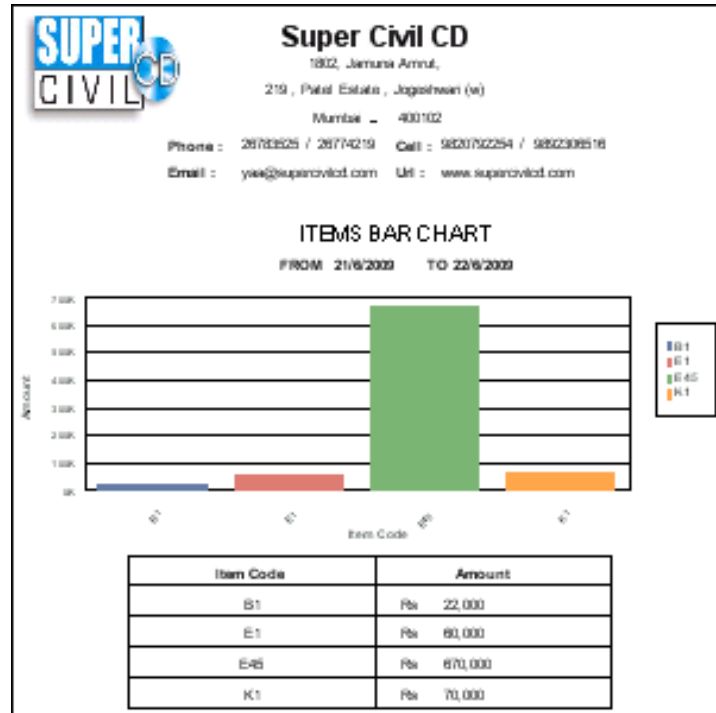 SUPER
CIVIL CD
Super Civil CD
1802, Jamuna Amrut,
219 , Patel Estate , Jogeshwari (w)
Mumbai - 400102
Phone : 26783525 / 26774219 Cell : 9820792254 / 9892306516
Email : yaa@supercivilcd.com Url : www.supercivilcd.com
ITEMS BAR CHART
FROM 21/6/2009 TO 22/6/2009
700K
600K
500K
400K
300K
200K
100K
0K
Amount
B1 E1 E45 K1
Item Code
B1
E1
E45
K1
Item Code Amount
B1 Rs 22,000
E1 Rs 60,000
E45 Rs 670,000
K1 Rs 70,000